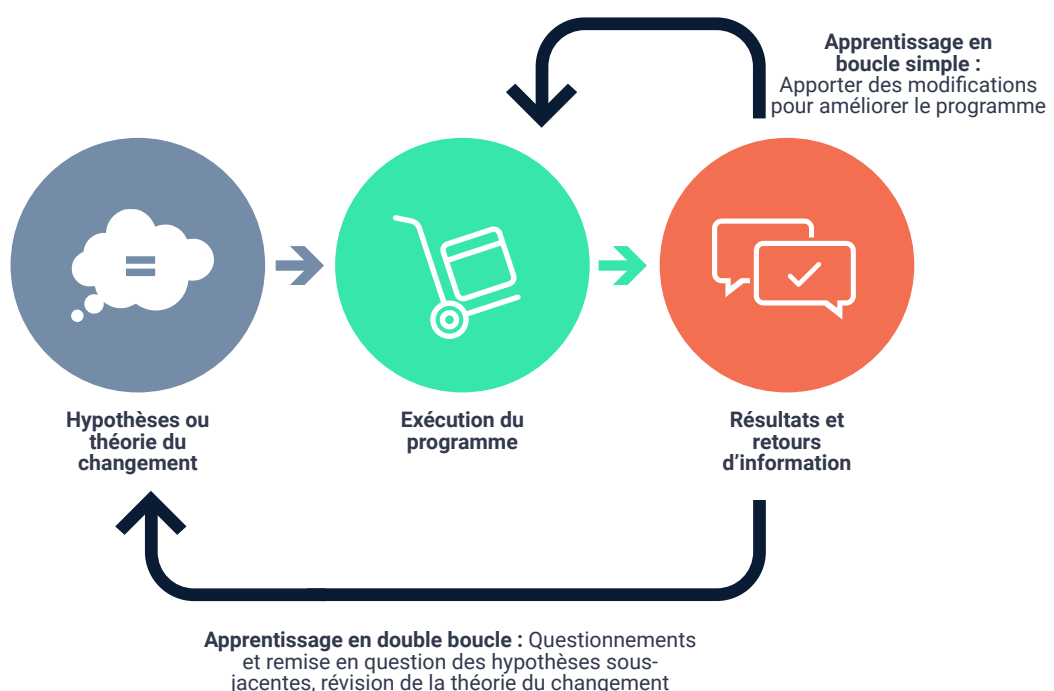 Apprentissage en
boucle simple :
Apporter des modifications
pour améliorer le programme
=
Hypothèses ou
théorie du
changement
Exécution du
programme
Résultats et
retours
d’information
Apprentissage en double boucle : Questionnements
et remise en question des hypothèses sous-
jacentes, révision de la théorie du changement